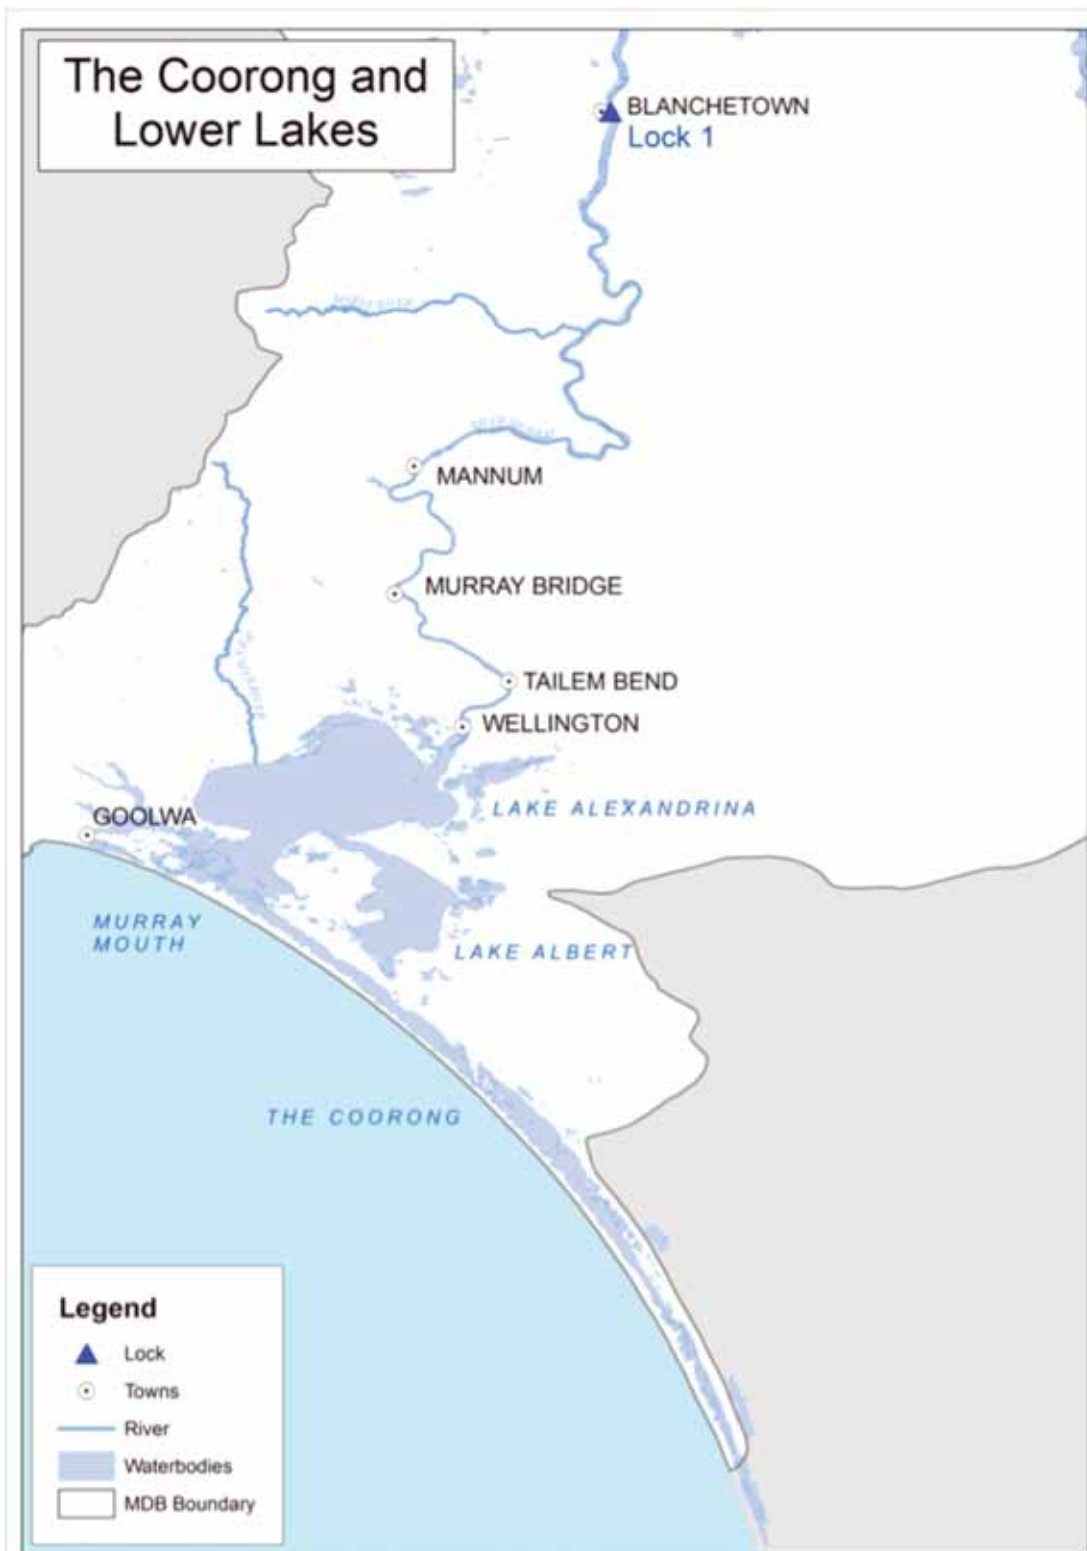 The Coorong and
Lower Lakes
BLANCHETOWN
Lock 1
MANNUM
MURRAY BRIDGE
TAILEM BEND
WELLINGTON
LAKE ALEXANDRINA
GOOLWA
MURRAY
MOUTH
LAKE ALBERT
THE COORONG
Legend
Lock
Towns
River
Waterbodies
MDB Boundary